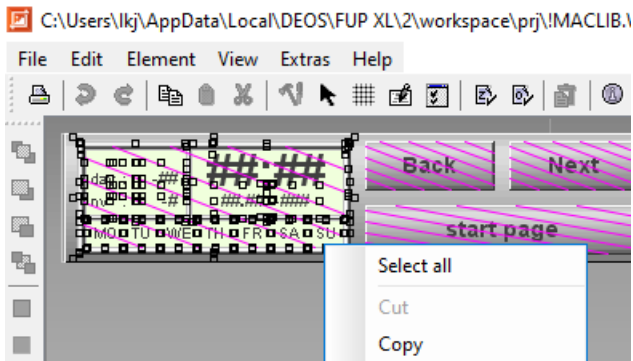 C:\Users\lkj\AppData\Local\DEOS\FUP XL\2\workspace\prj\!MACLIB.
File Edit Element View Extras Help
##:##
Back Next
##
-#
##.##.###
MO TU WE TH FR SA SU
start page
Select all
Cut
Copy